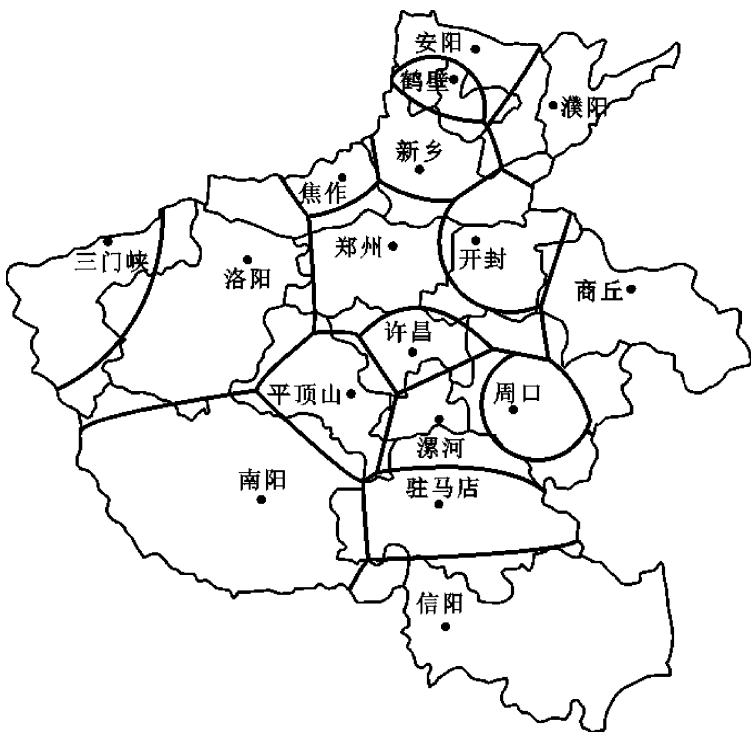 安阳
鹤壁
濮阳
新乡
焦作
郑州
开封
三门峡
洛阳
商丘
许昌
平顶山
周口
漯河
南阳
驻马店
信阳